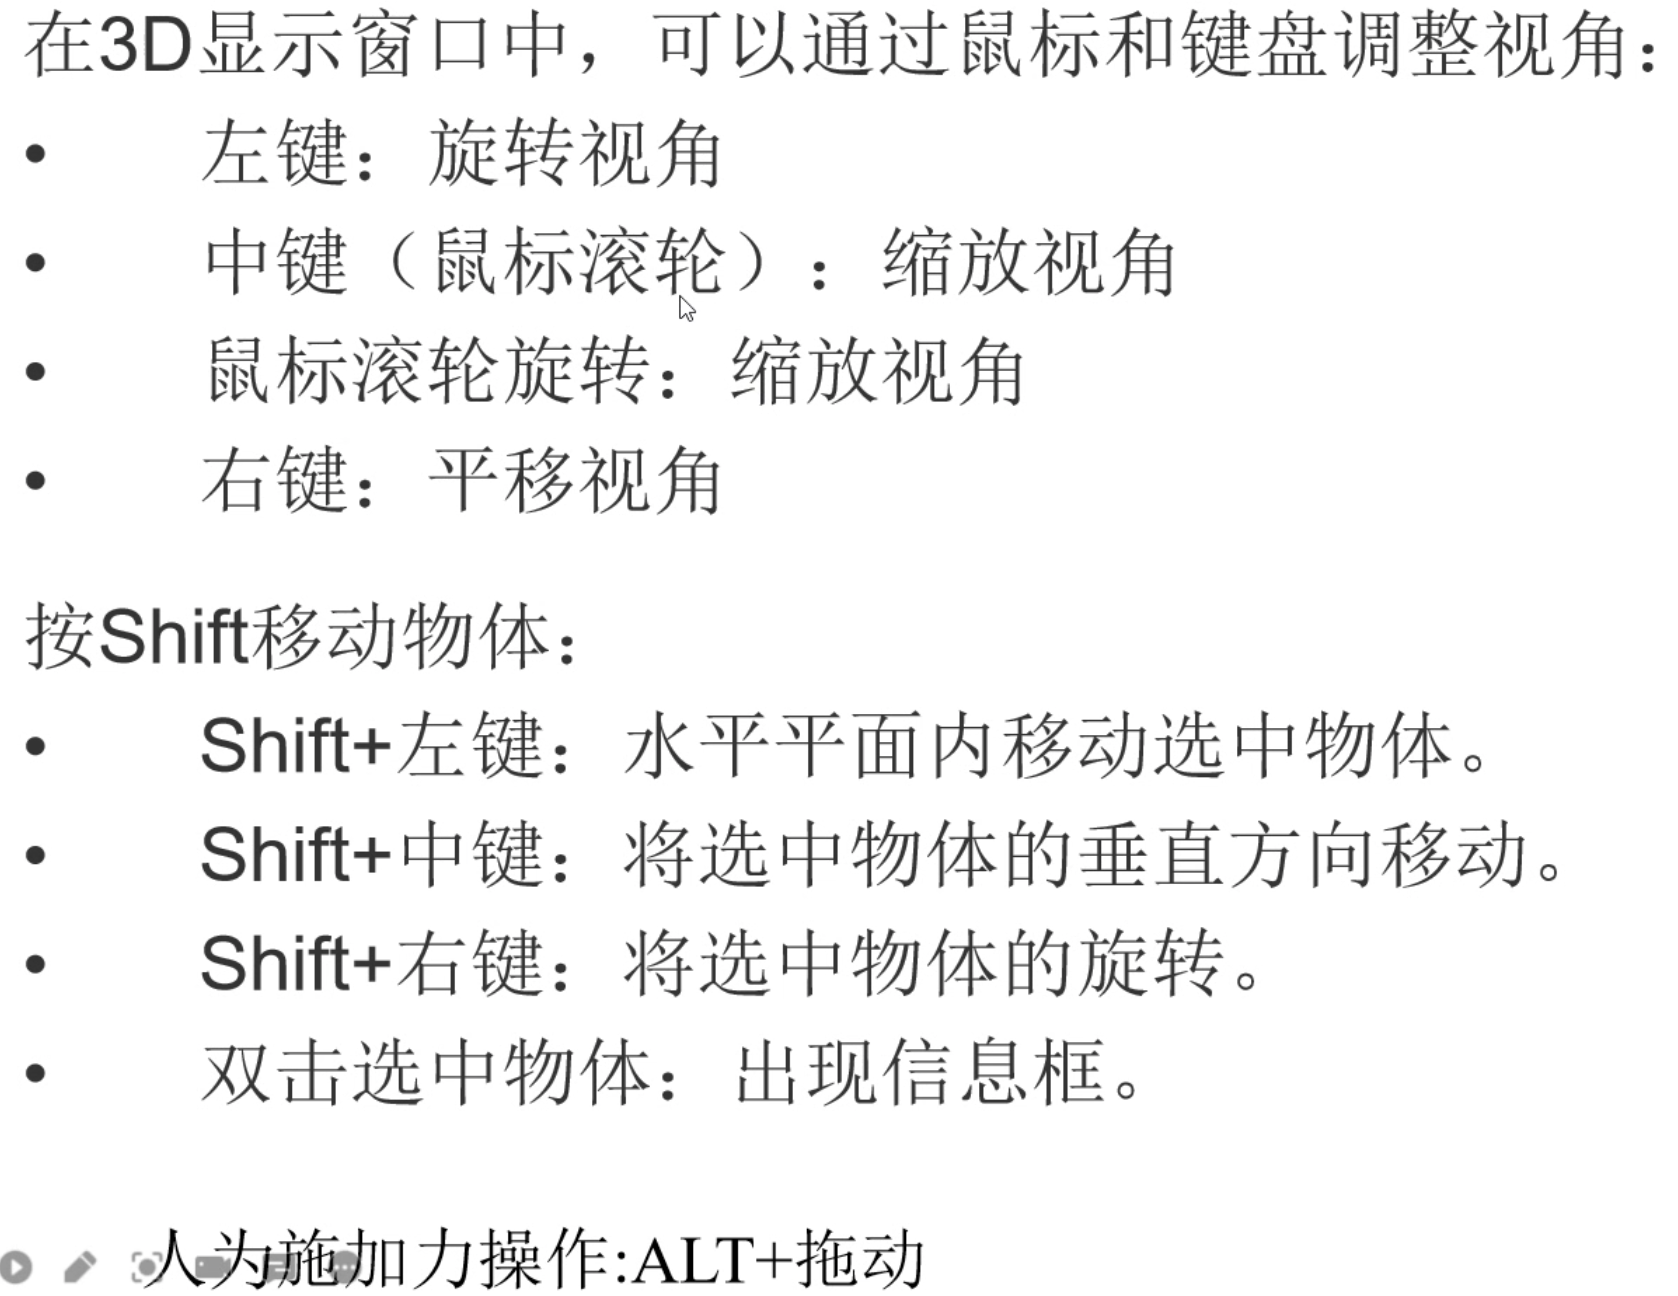 在3D显示窗口中，可以通过鼠标和键盘调整视角：
• 左键：旋转视角
• 中键（鼠标滚轮）：缩放视角
• 鼠标滚轮旋转：缩放视角
• 右键：平移视角
按Shift移动物体：
• Shift+左键：水平平面内移动选中物体。
• Shift+中键：将选中物体的垂直方向移动。
• Shift+右键：将选中物体的旋转。
• 双击选中物体：出现信息框。
人为施加力操作:ALT+拖动